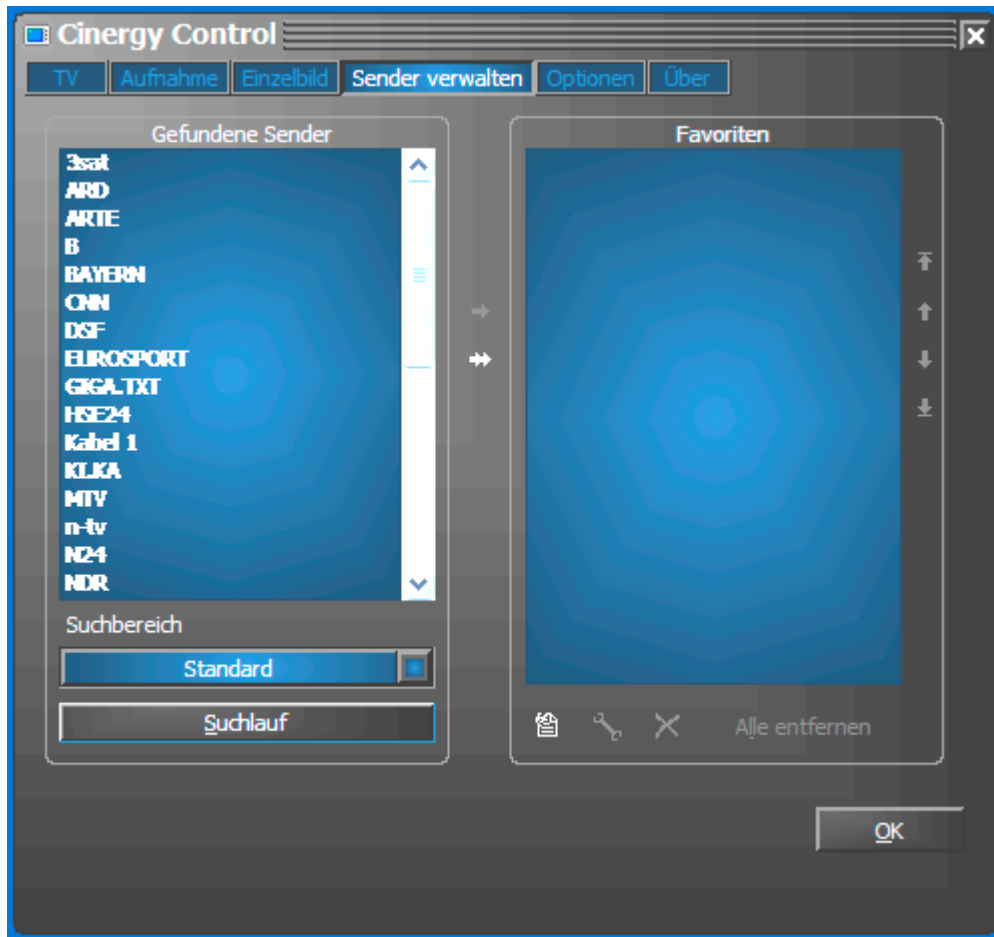 Cinergy Control
TV Aufnahme Einzelbild Sender verwalten Optionen Über
Gefundene Sender
3sat
ARD
ARTE
B
BAYERN
CNN
DSF
EUROSPORT
GIGA.TXT
HSE24
Kabel 1
KI.KA
MTV
n-tv
N24
NDR
Suchbereich
Standard
Suchlauf
Favoriten
Alle entfernen
OK